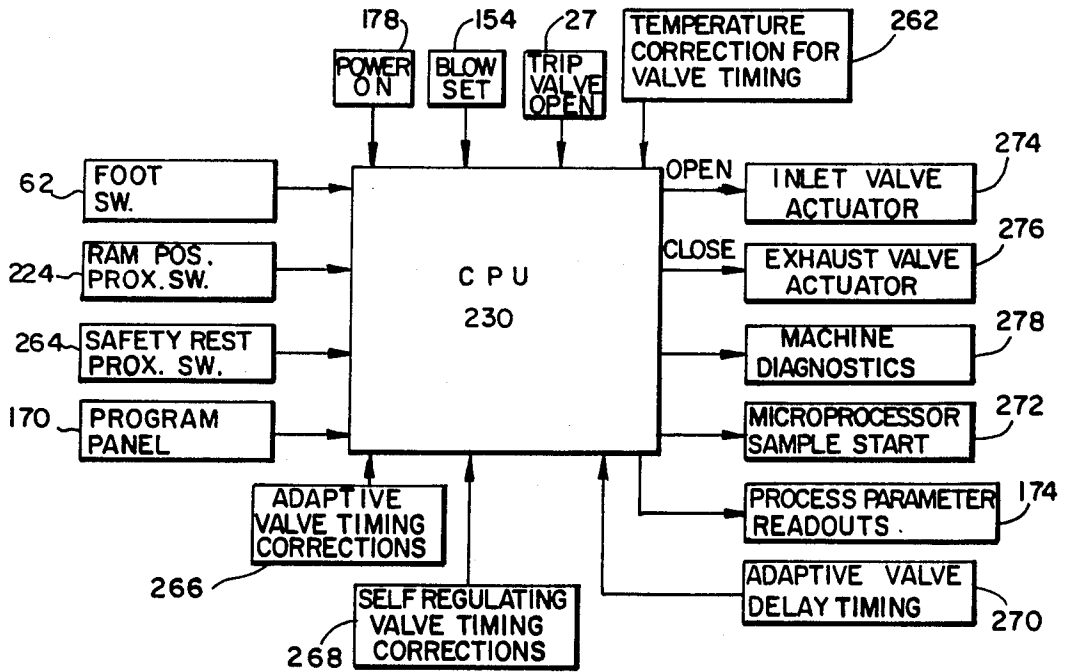 178
154
27
262
POWER
ON
BLOW
SET
TRIP
VALVE
OPEN
TEMPERATURE
CORRECTION FOR
VALVE TIMING
62
FOOT
SW.
224
RAM POS.
PROX. SW.
264
SAFETY REST
PROX. SW.
170
PROGRAM
PANEL
CPU
230
OPEN
INLET VALVE
ACTUATOR
274
CLOSE
EXHAUST VALVE
ACTUATOR
276
MACHINE
DIAGNOSTICS
278
MICROPROCESSOR
SAMPLE START
272
PROCESS PARAMETER
READOUTS.
174
ADAPTIVE VALVE
DELAY TIMING
270
ADAPTIVE
VALVE TIMING
CORRECTIONS
266
SELF REGULATING
VALVE TIMING
CORRECTIONS
268